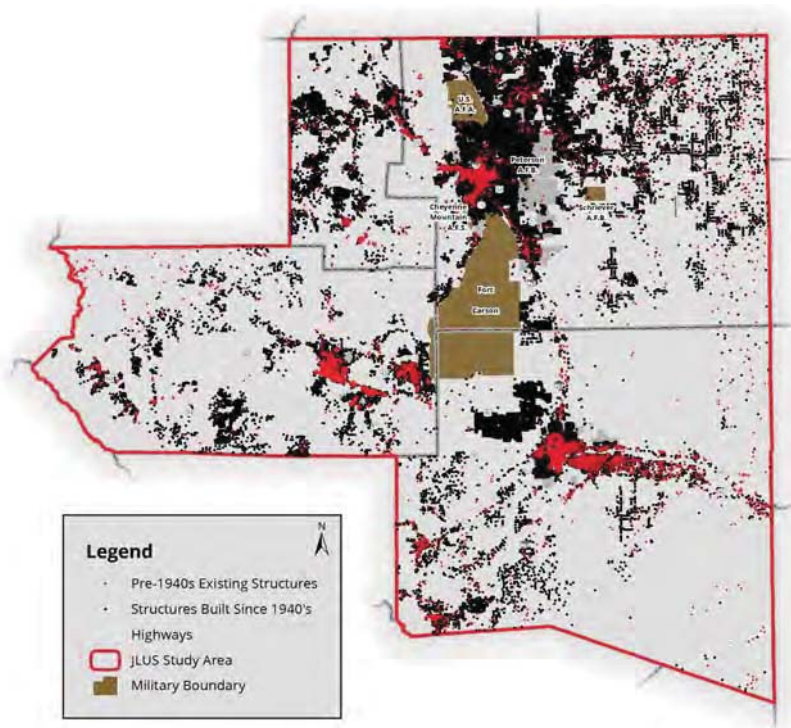 U.S.
A.F.A.
Peterson
A.F.B.
Schriever
A.F.B.
Cheyenne
Mountain
A.F.S.
Fort
Carson
N
Legend
Pre-1940s Existing Structures
Structures Built Since 1940's
Highways
JLUS Study Area
Military Boundary